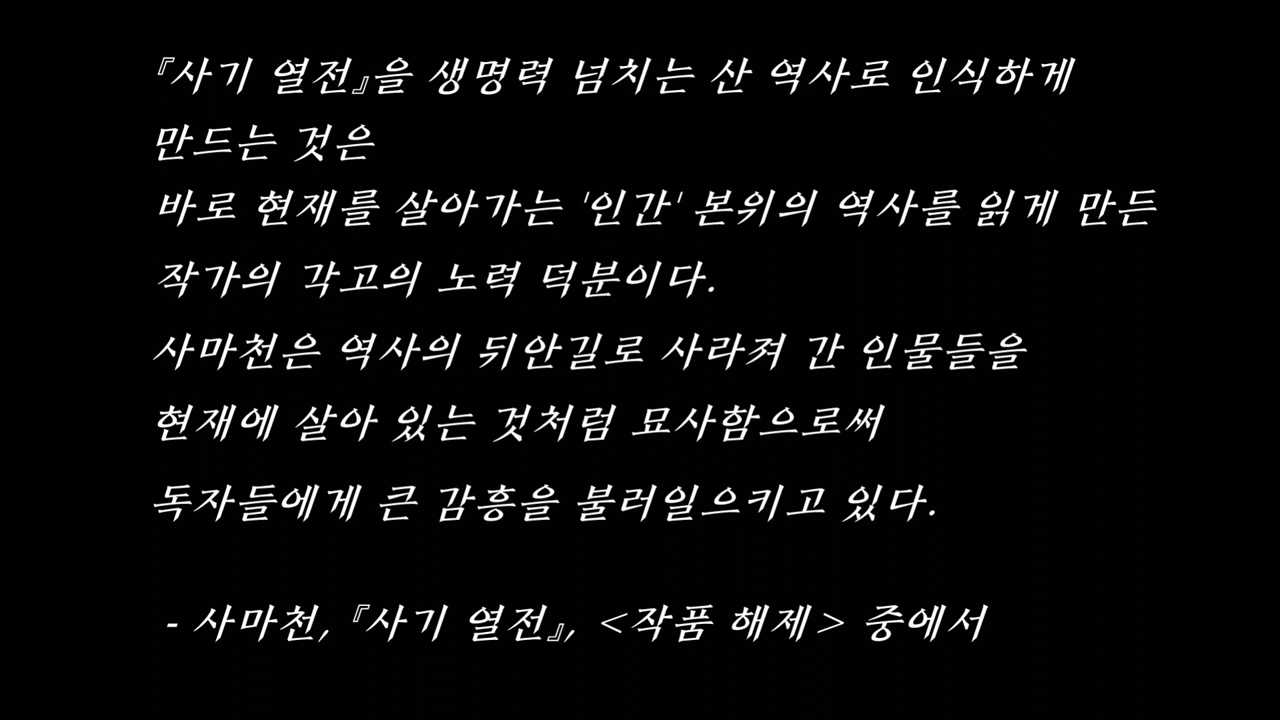 『사기 열전』을 생명력 넘치는 산 역사로 인식하게
만드는 것은
바로 현재를 살아가는 '인간' 본위의 역사를 읽게 만든
작가의 각고의 노력 덕분이다.
사마천은 역사의 뒤안길로 사라져 간 인물들을
현재에 살아 있는 것처럼 묘사함으로써
독자들에게 큰 감흥을 불러일으키고 있다.
- 사마천, 『사기 열전』, <작품 해제> 중에서